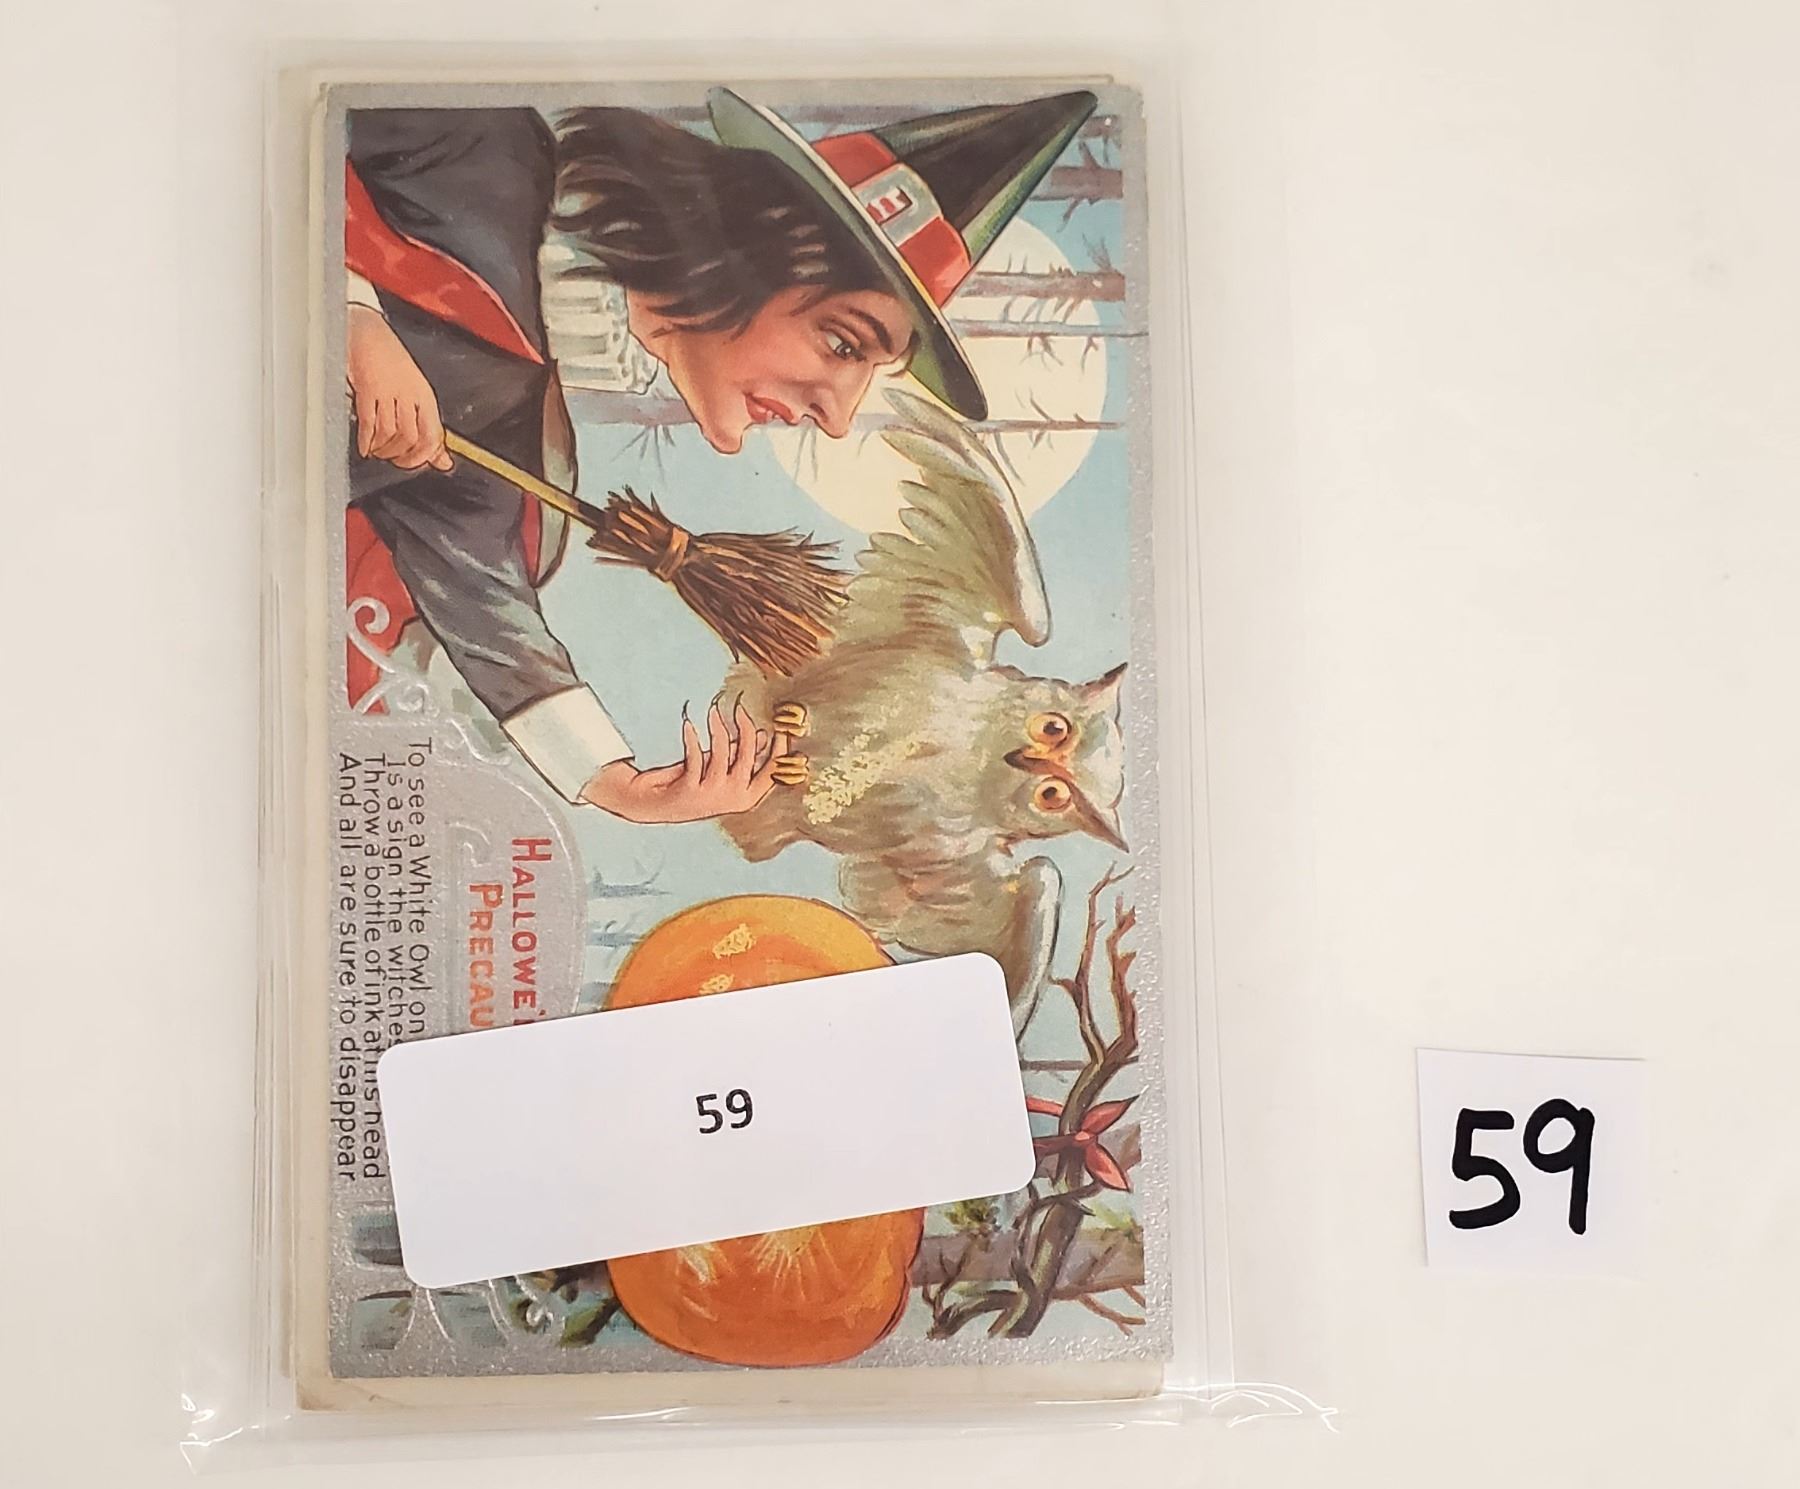 HALLOWE'
PRECAU
To see a White Owl on
Is a sign the witches
Throw a bottle of ink at his head
And all are sure to disappear
59
59